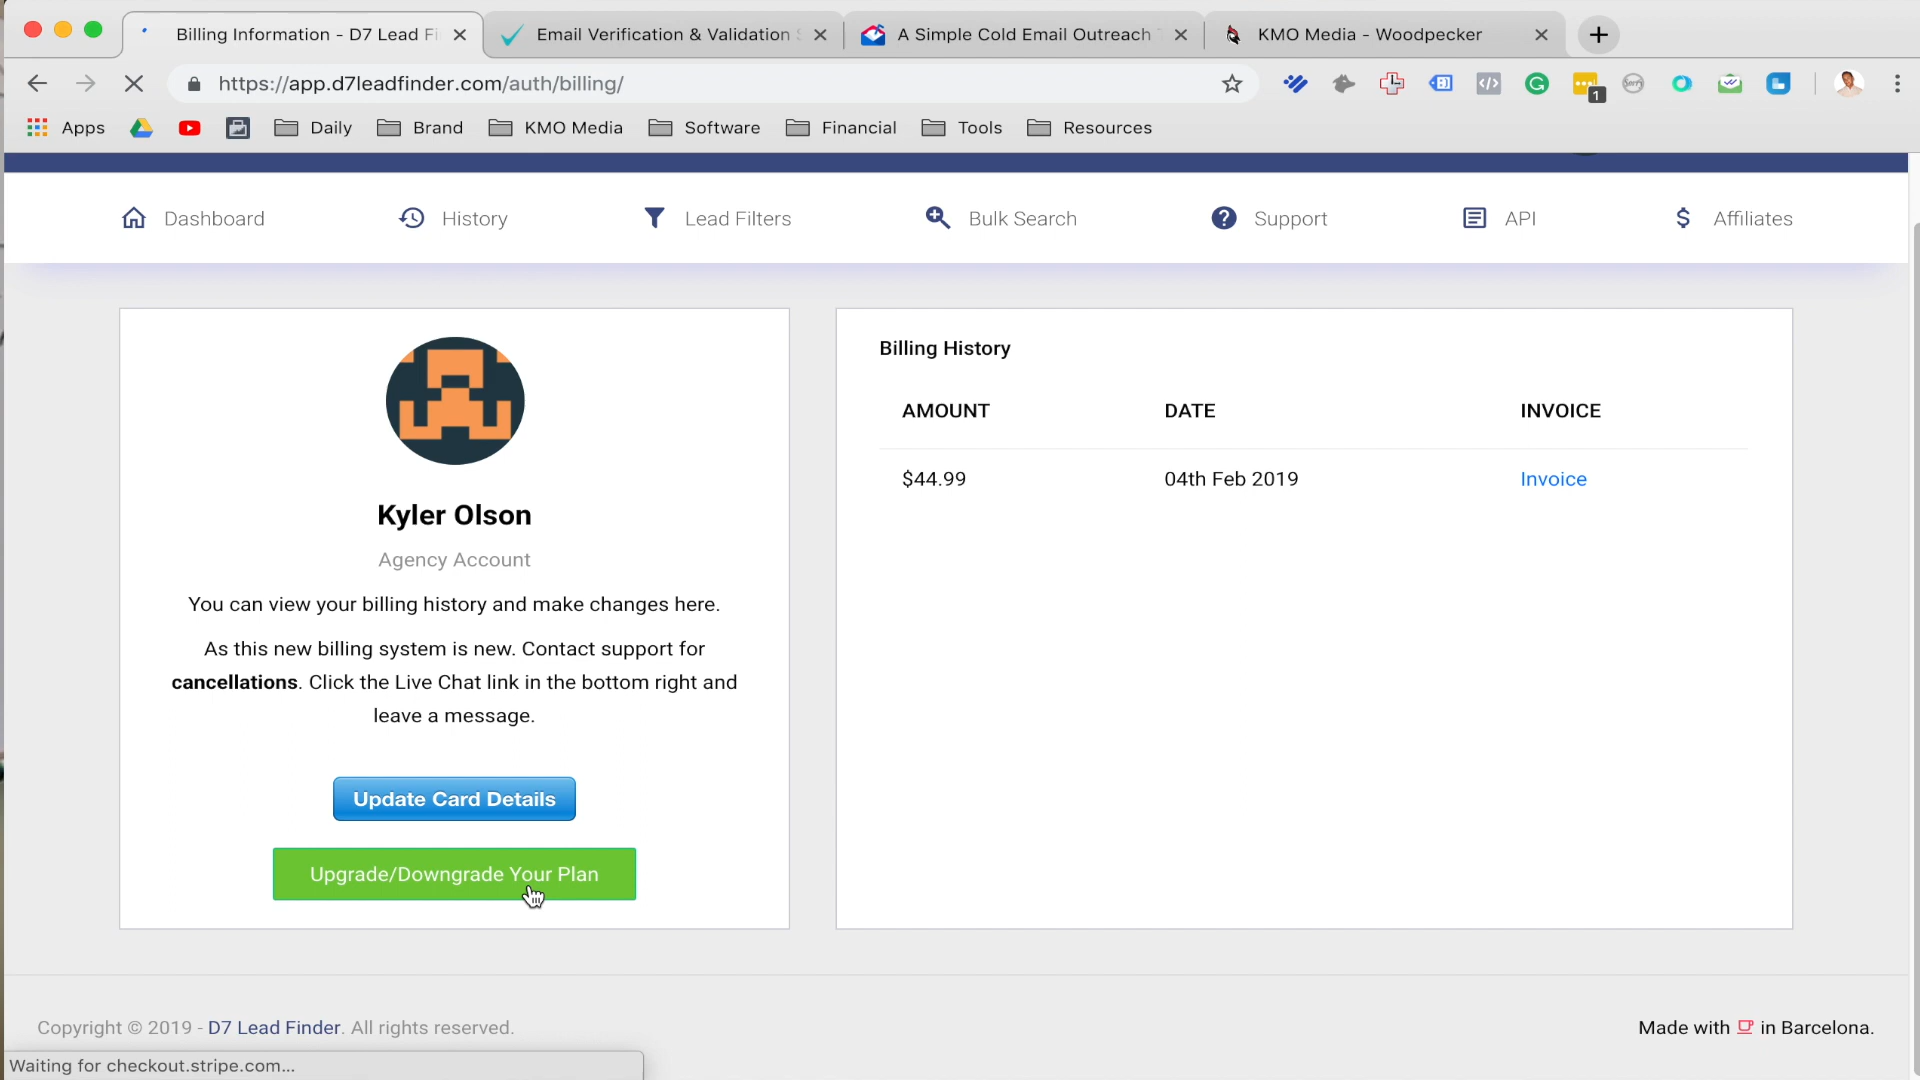 Billing Information - D7 Lead Fi
Email Verification & Validation S
A Simple Cold Email Outreach T
KMO Media - Woodpecker
https://app.d7leadfinder.com/auth/billing/
1
Sorry
Apps
Daily
Brand
KMO Media
Software
Financial
Tools
Resources
Dashboard
History
Lead Filters
Bulk Search
Support
API
Affiliates
Kyler Olson
Agency Account
You can view your billing history and make changes here.
As this new billing system is new. Contact support for
cancellations. Click the Live Chat link in the bottom right and
leave a message.
Update Card Details
Upgrade/Downgrade Your Plan
Billing History
AMOUNT DATE INVOICE
$44.99 04th Feb 2019 Invoice
Copyright © 2019 - D7 Lead Finder. All rights reserved.
Made with in Barcelona.
Waiting for checkout.stripe.com...